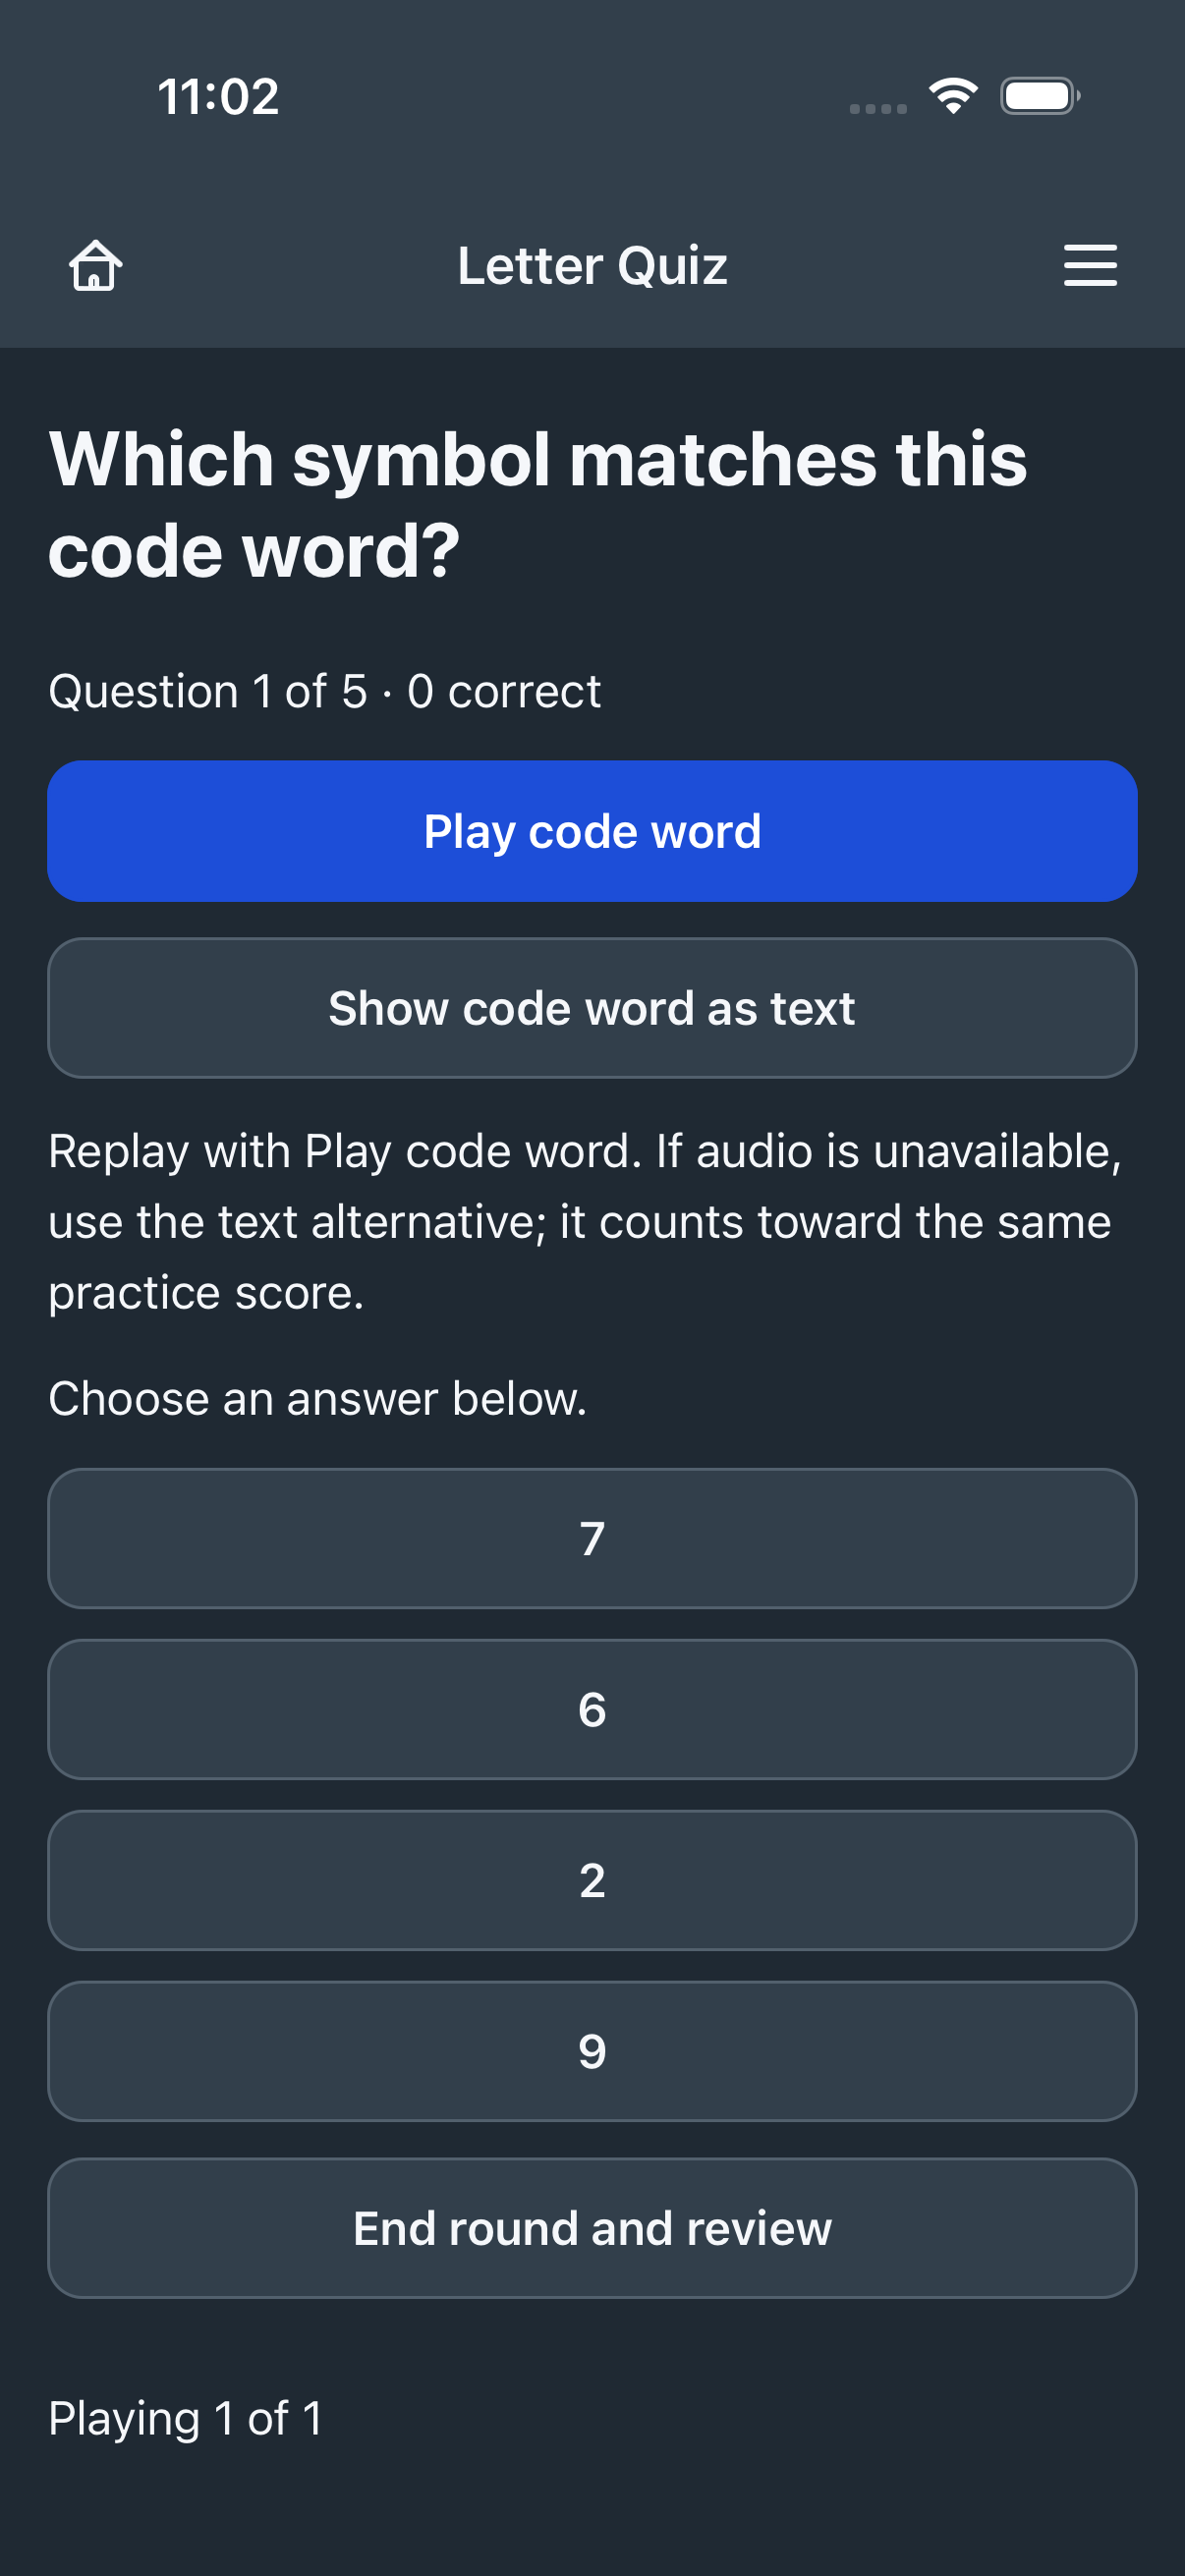 11:02
Letter Quiz
Which symbol matches this
code word?
Question 1 of 5 · 0 correct
Play code word
Show code word as text
Replay with Play code word. If audio is unavailable,
use the text alternative; it counts toward the same
practice score.
Choose an answer below.
7
6
2
9
End round and review
Playing 1 of 1